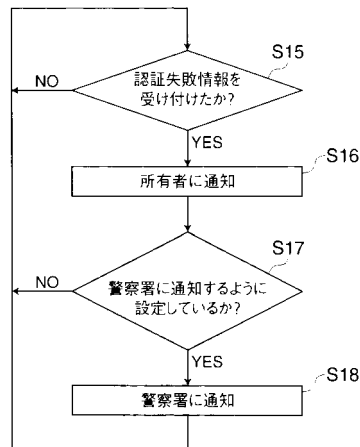 S15
認証失敗情報を
受け付けたか?
NO
YES
S16
所有者に通知
S17
警察署に通知するように
設定しているか?
NO
YES
S18
警察署に通知